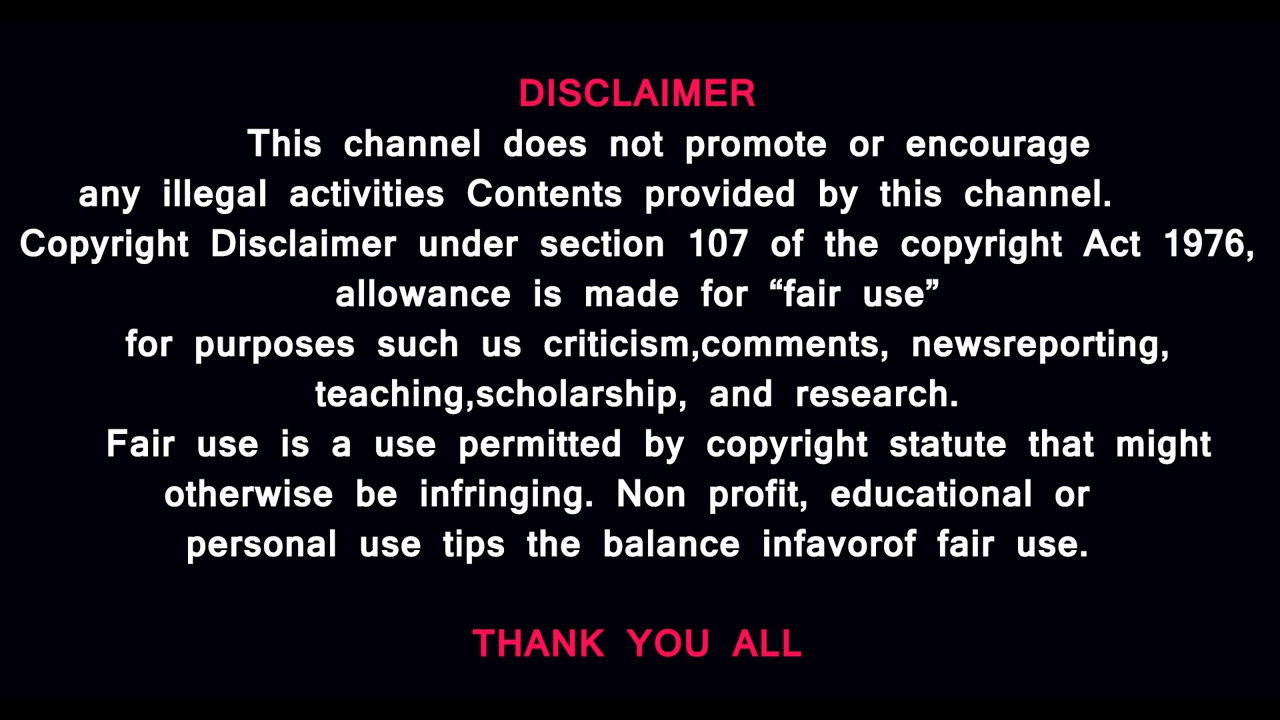 DISCLAIMER
This channel does not promote or encourage
any illegal activities Contents provided by this channel.
Copyright Disclaimer under section 107 of the copyright Act 1976,
allowance is made for “fair use”
for purposes such us criticism,comments, newsreporting,
teaching,scholarship, and research.
Fair use is a use permitted by copyright statute that might
otherwise be infringing. Non profit, educational or
personal use tips the balance infavorof fair use.
THANK YOU ALL